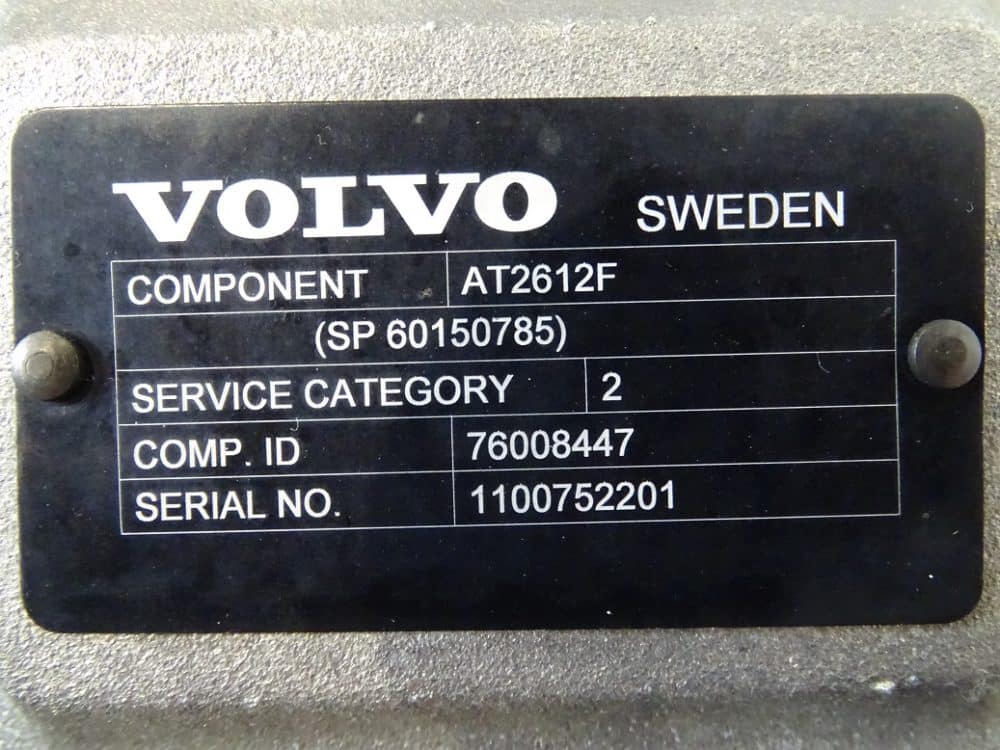 VOLVO SWEDEN
COMPONENT AT2612F
(SP 60150785)
SERVICE CATEGORY 2
COMP. ID 76008447
SERIAL NO. 1100752201